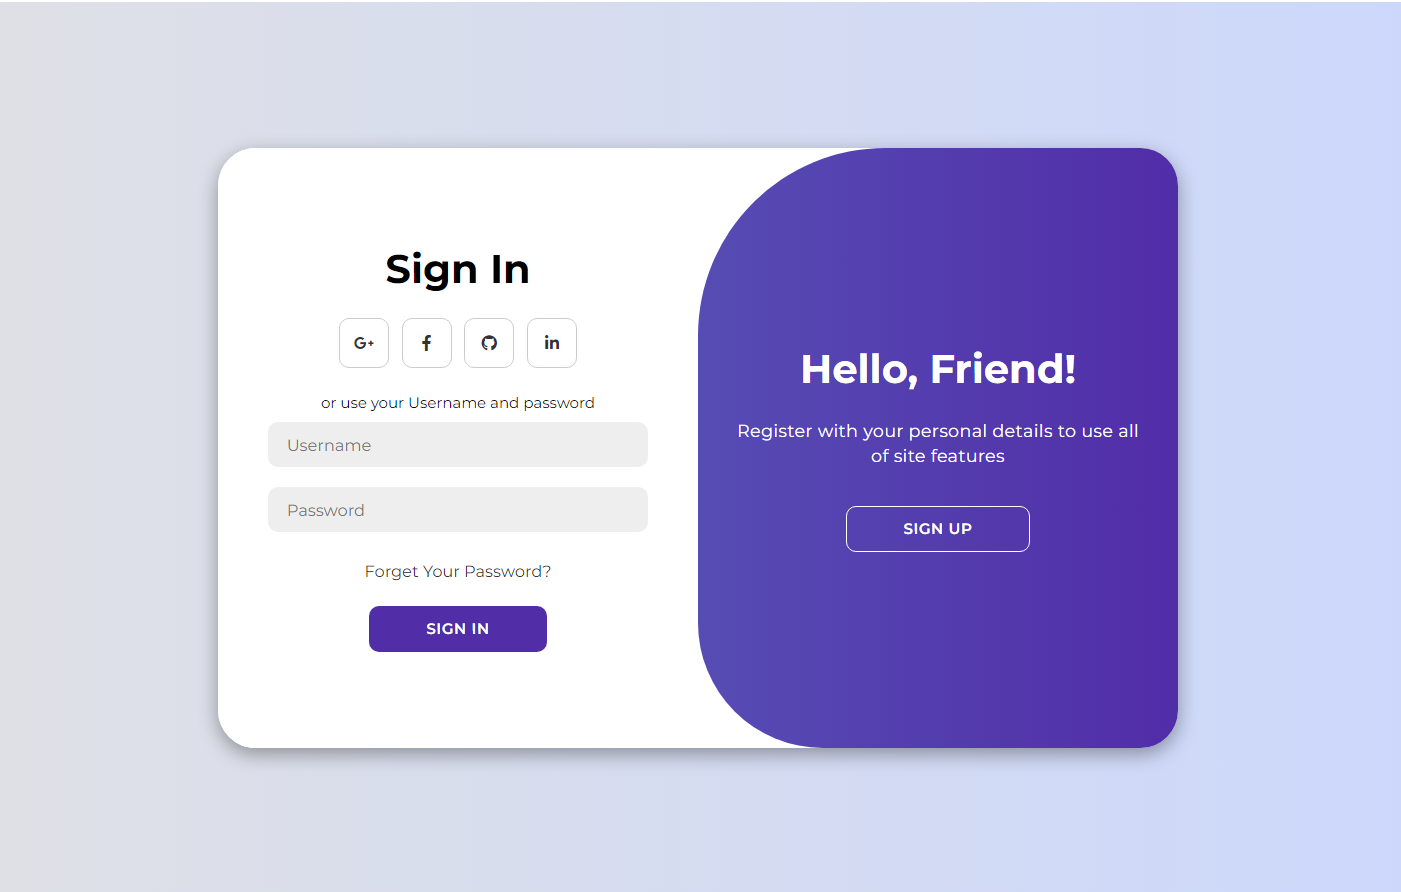 Sign In
G+ f in
or use your Username and password
Username
Password
Forget Your Password?
SIGN IN
Hello, Friend!
Register with your personal details to use all
of site features
SIGN UP